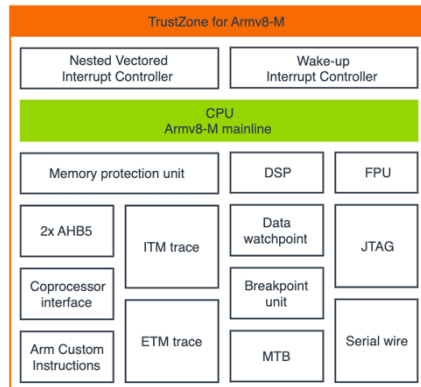 TrustZone for Armv8-M
Nested Vectored
Interrupt Controller
Wake-up
Interrupt Controller
CPU
Armv8-M mainline
Memory protection unit
DSP
FPU
2x AHB5
ITM trace
Data
watchpoint
JTAG
Coprocessor
interface
Breakpoint
unit
Arm Custom
Instructions
ETM trace
MTB
Serial wire